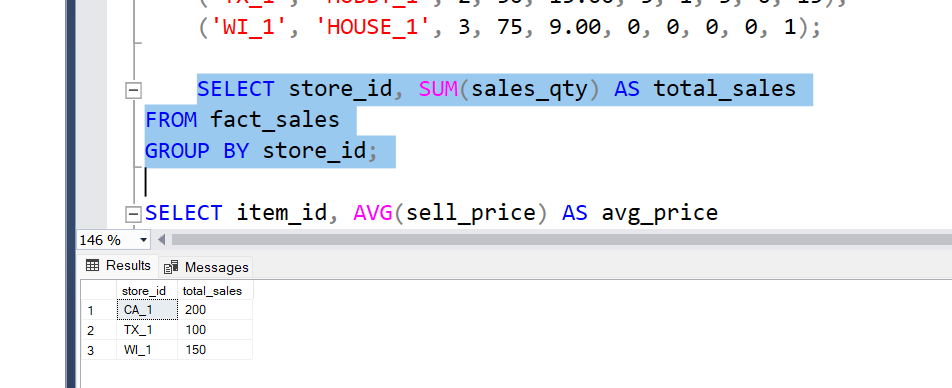 ('WI_1', 'HOUSE_1', 3, 75, 9.00, 0, 0, 0, 0, 1);
SELECT store_id, SUM(sales_qty) AS total_sales
FROM fact_sales
GROUP BY store_id;
SELECT item_id, AVG(sell_price) AS avg_price
146 %
Results Messages
store_id total_sales
1 CA_1 200
2 TX_1 100
3 WI_1 150